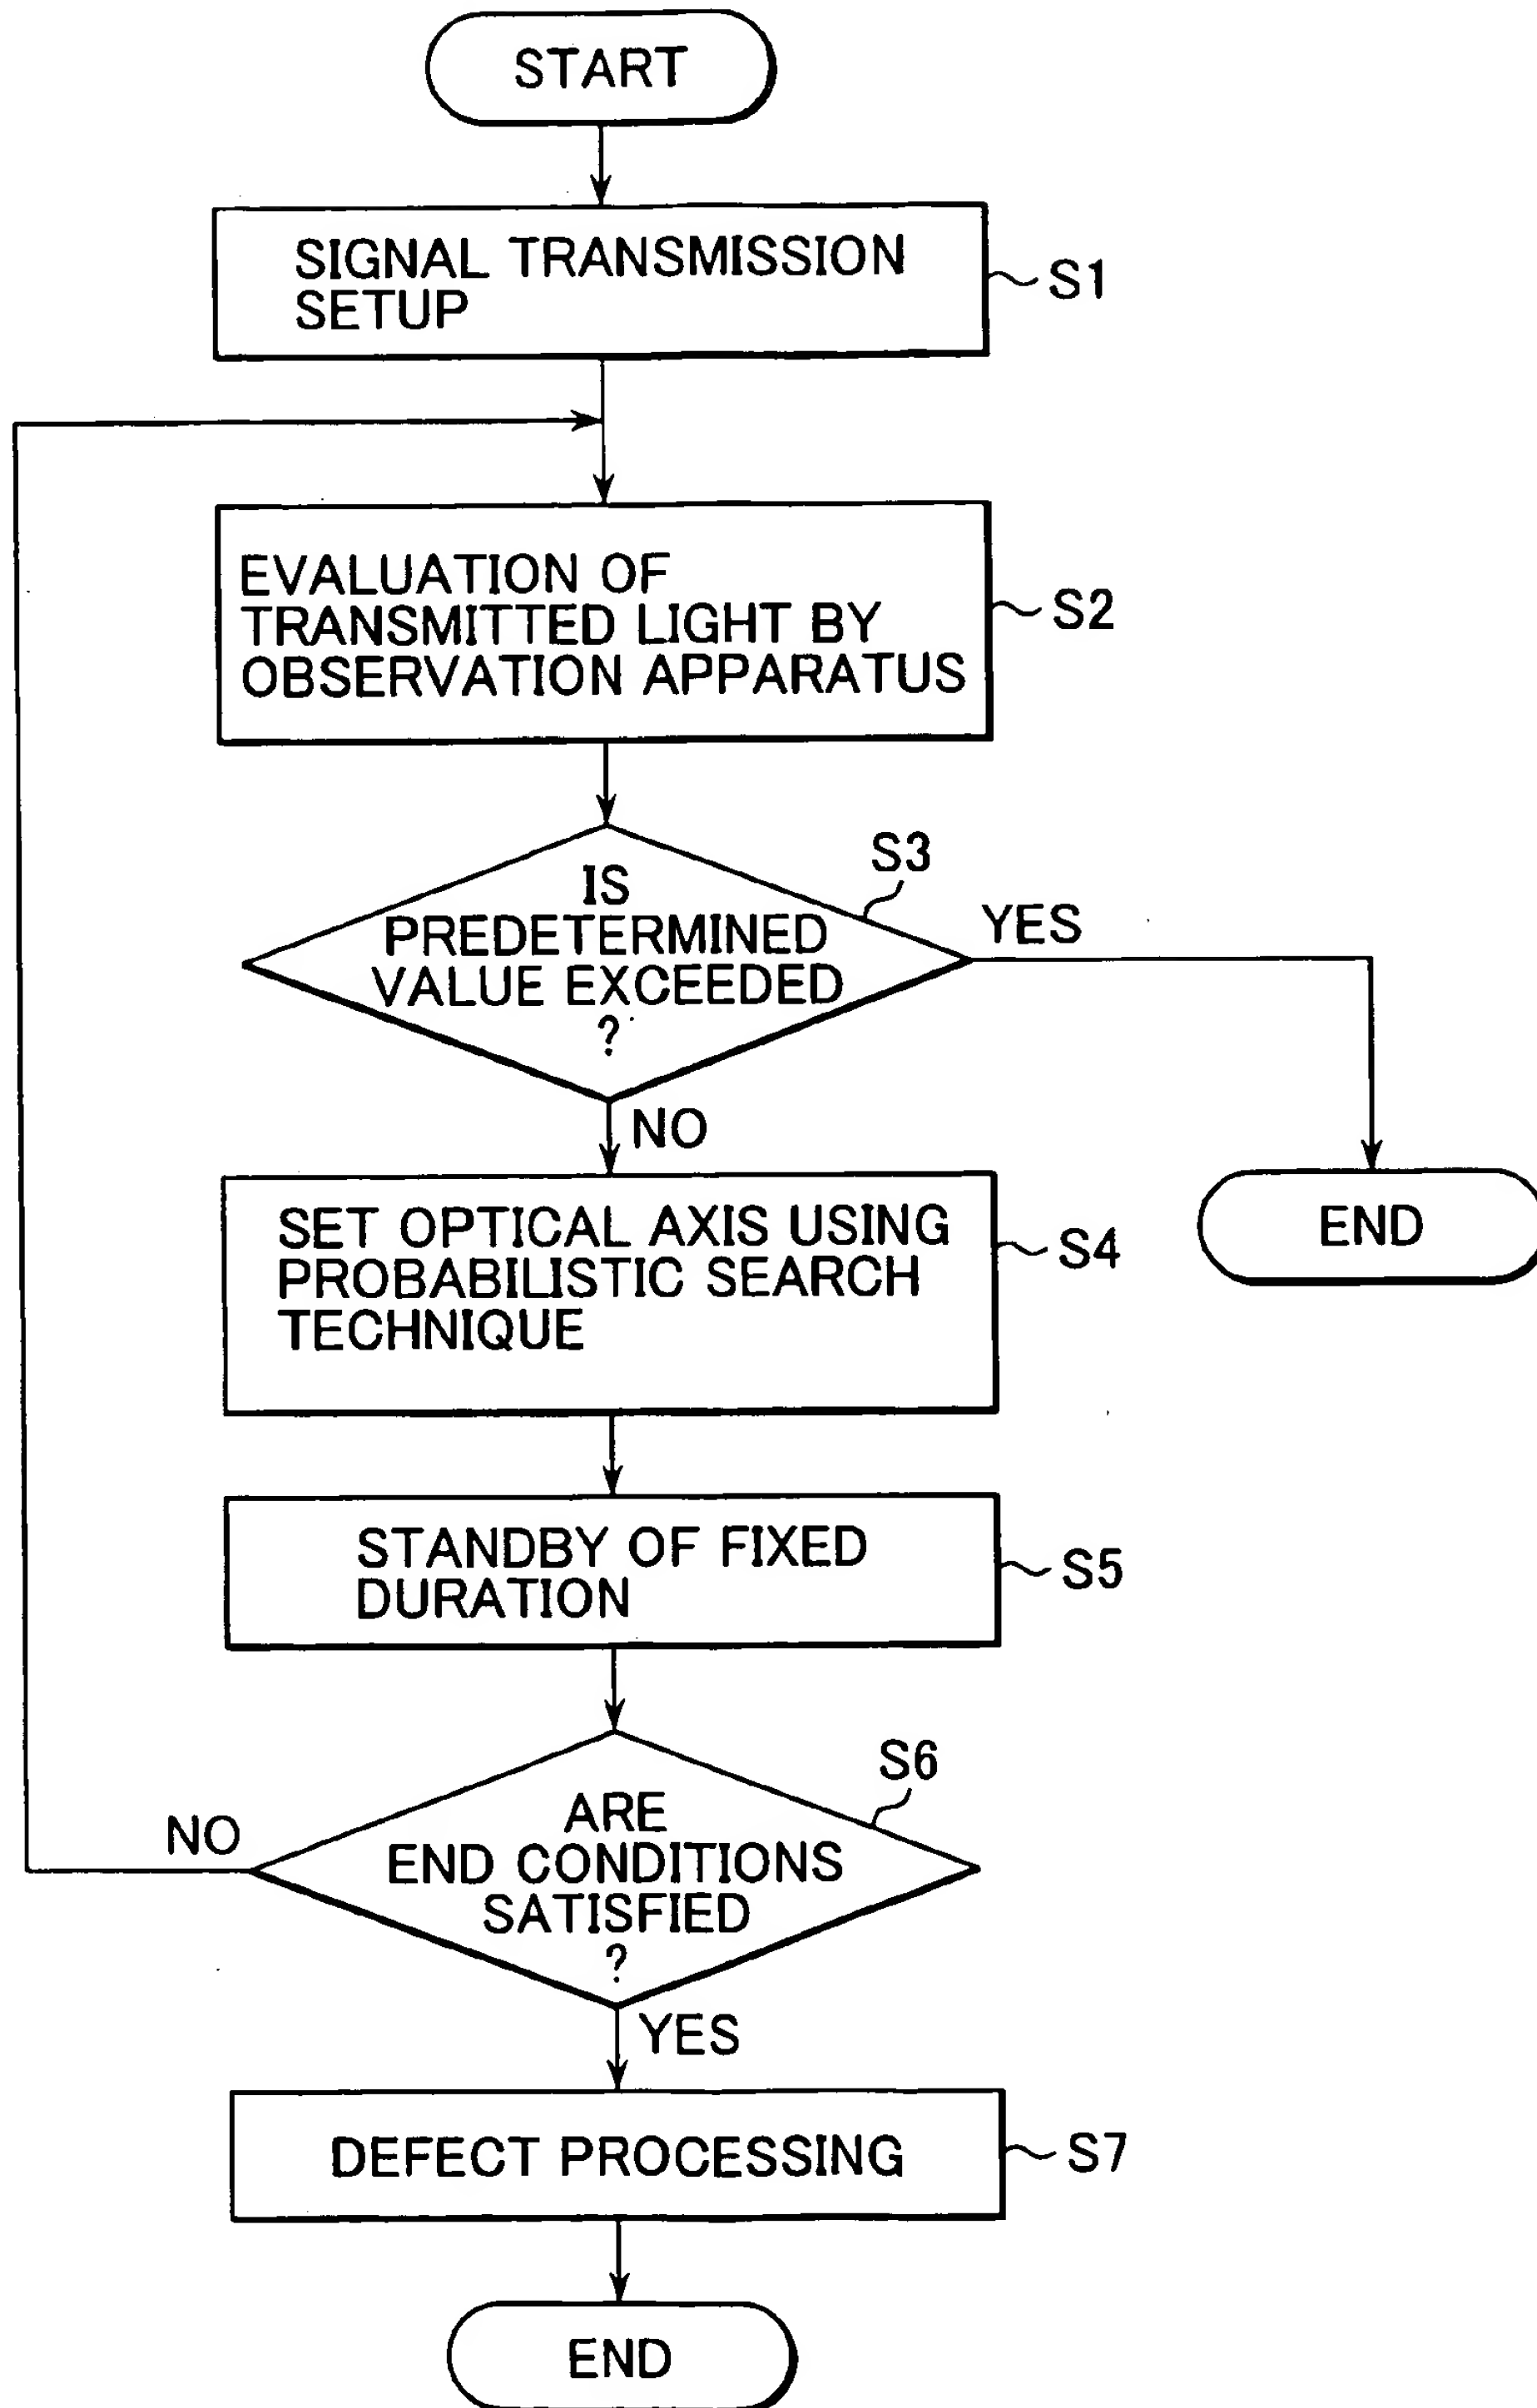 START
SIGNAL TRANSMISSION
SETUP
S1
EVALUATION OF
TRANSMITTED LIGHT BY
OBSERVATION APPARATUS
S2
S3
IS
PREDETERMINED
VALUE EXCEEDED
?
YES
NO
END
SET OPTICAL AXIS USING
PROBABILISTIC SEARCH
TECHNIQUE
S4
STANDBY OF FIXED
DURATION
S5
S6
ARE
END CONDITIONS
SATISFIED
?
NO
YES
DEFECT PROCESSING
S7
END